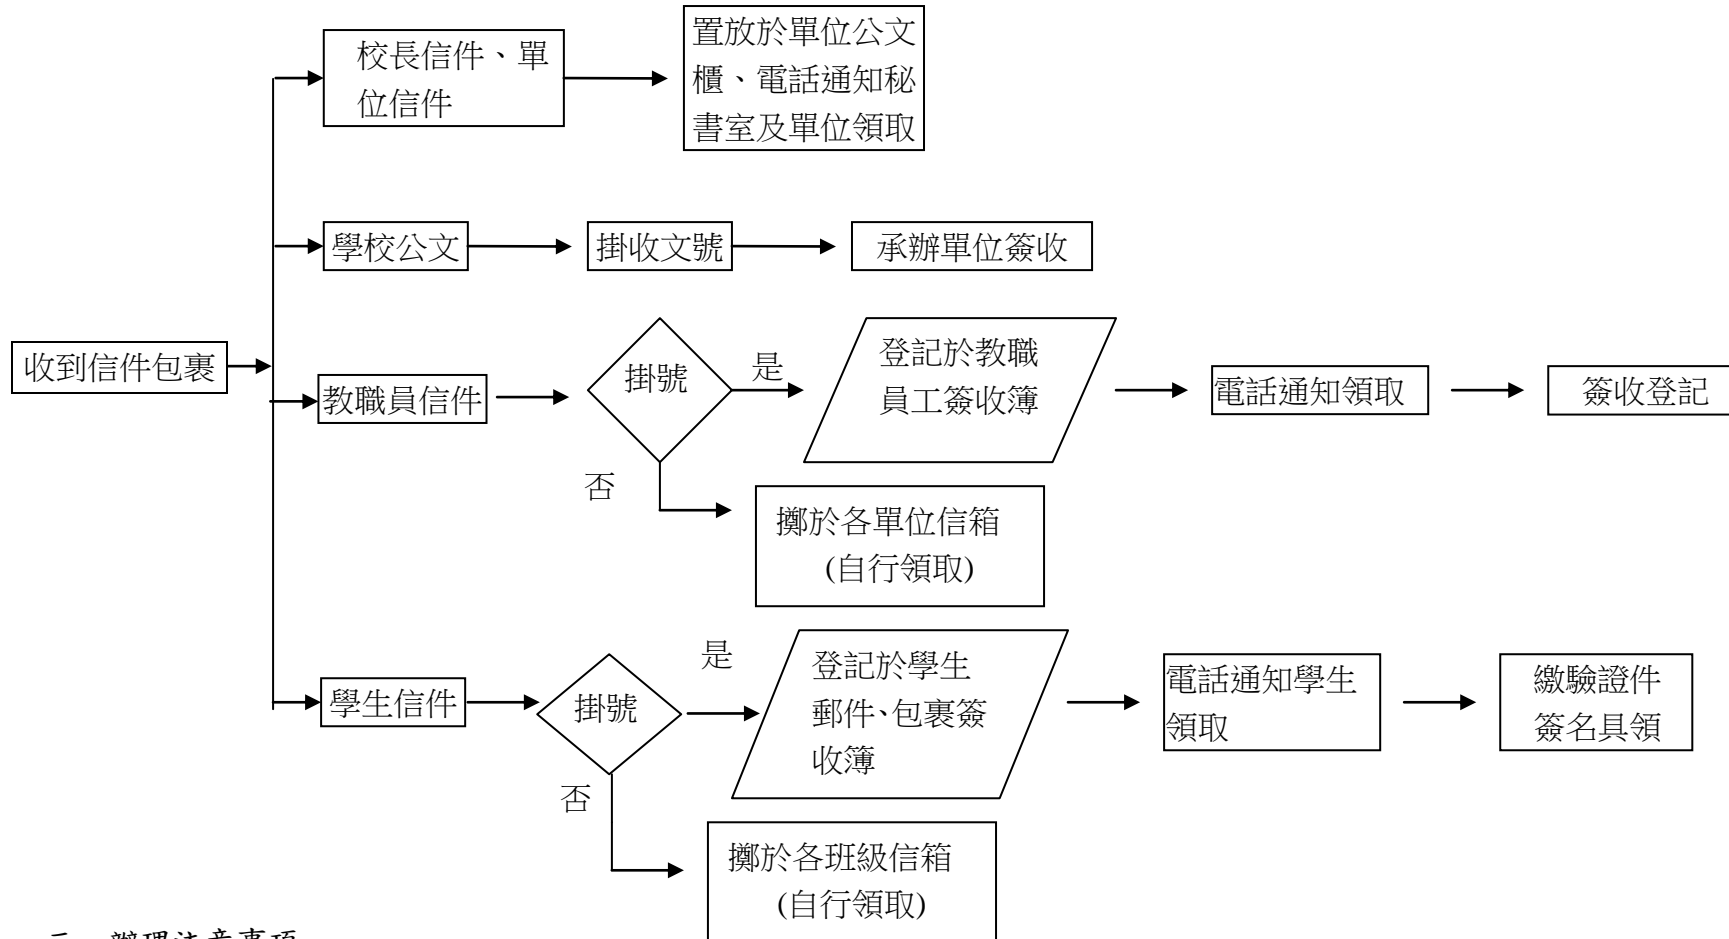 校長信件、單
位信件
置放於單位公文
櫃、電話通知秘
書室及單位領取
學校公文
掛收文號
承辦單位簽收
收到信件包裹
教職員信件
掛號
是
登記於教職
員工簽收簿
電話通知領取
簽收登記
否
擲於各單位信箱
(自行領取)
學生信件
掛號
是
登記於學生
郵件、包裹簽
收簿
電話通知學生
領取
繳驗證件
簽名具領
否
擲於各班級信箱
(自行領取)
辦理注意事項